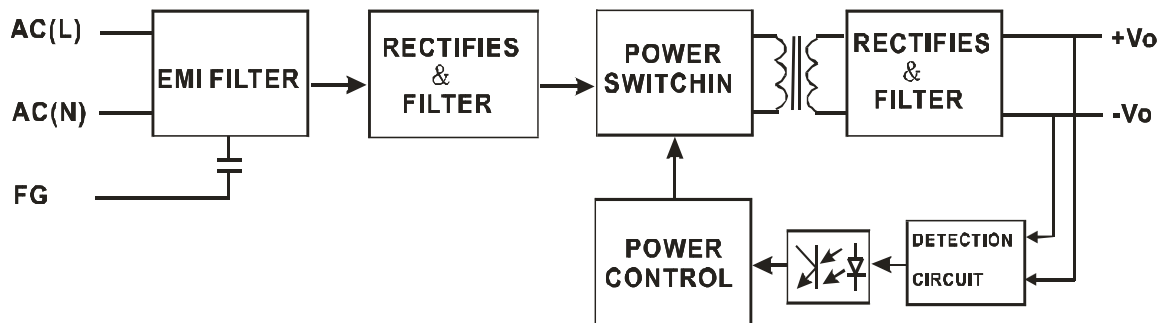 AC(L)
AC(N)
FG
EMI FILTER
RECTIFIES
&
FILTER
POWER
SWITCHIN
RECTIFIES
&
FILTER
+Vo
-Vo
POWER
CONTROL
DETECTION
CIRCUIT